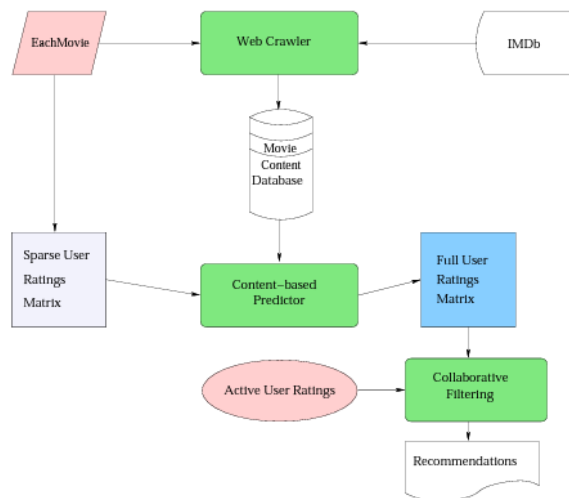 EachMovie
Web Crawler
IMDb
Movie
Content
Database
Sparse User
Ratings
Matrix
Content-based
Predictor
Full User
Ratings
Matrix
Active User Ratings
Collaborative
Filtering
Recommendations